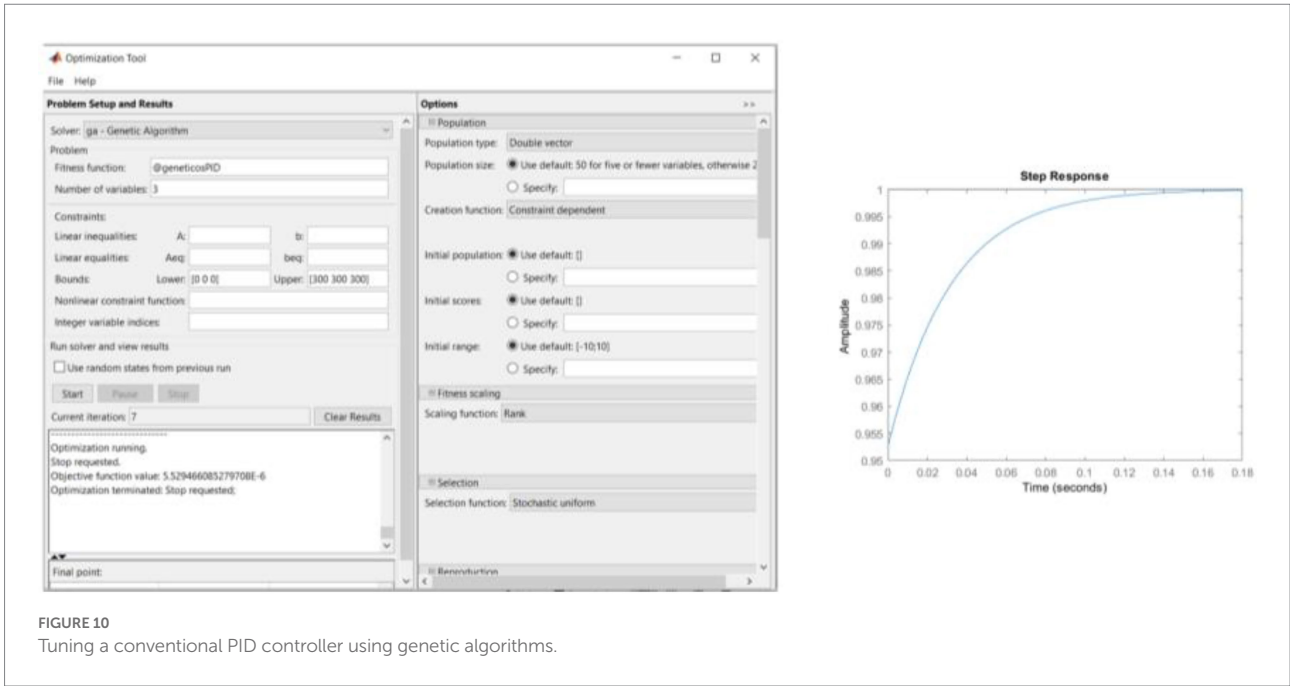 Optimization Tool
File Help
Problem Setup and Results
Solver: ga - Genetic Algorithm
Problem
Fitness function: @geneticosPID
Number of variables: 3
Constraints:
Linear inequalities: A: b:
Linear equalities: Aeq: beq:
Bounds: Lower: [0 0 0] Upper: [300 300 300]
Nonlinear constraint function:
Integer variable indices:
Run solver and view results
Use random states from previous run
Start Pause Stop
Current iteration: 7 Clear Results
Optimization running.
Stop requested.
Objective function value: 5.529466085279708E-6
Optimization terminated: Stop requested;
Final point:
Options >>
Population
Population type: Double vector
Population size: Use default: 50 for five or fewer variables, otherwise 2
Specify:
Creation function: Constraint dependent
Initial population: Use default: []
Specify:
Initial scores: Use default: []
Specify:
Initial range: Use default: [-10;10]
Specify:
Fitness scaling
Scaling function: Rank
Selection
Selection function: Stochastic uniform
Reproduction
Step Response
Amplitude
1
0.995
0.99
0.985
0.98
0.975
0.97
0.965
0.96
0.955
0.95
0 0.02 0.04 0.06 0.08 0.1 0.12 0.14 0.16 0.18
Time (seconds)
FIGURE 10
Tuning a conventional PID controller using genetic algorithms.